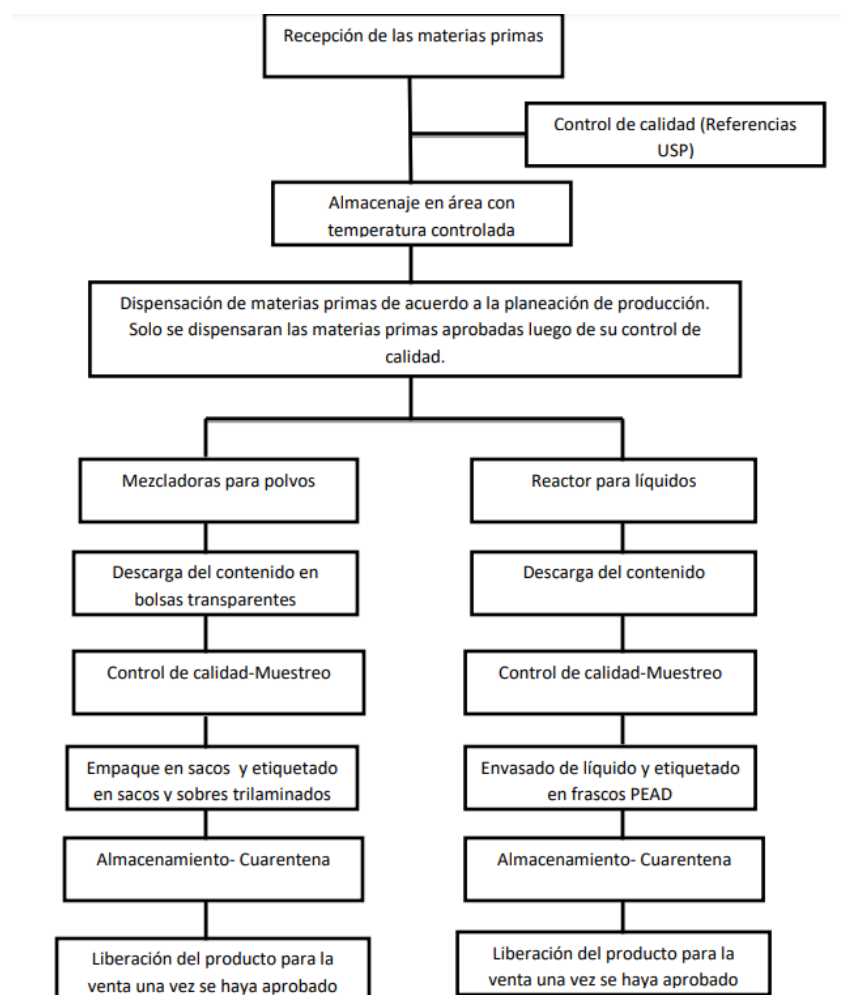 Recepción de las materias primas
Control de calidad (Referencias
USP)
Almacenaje en área con
temperatura controlada
Dispensación de materias primas de acuerdo a la planeación de producción.
Solo se dispensaran las materias primas aprobadas luego de su control de
calidad.
Mezcladoras para polvos
Descarga del contenido en
bolsas transparentes
Control de calidad-Muestreo
Empaque en sacos y etiquetado
en sacos y sobres trilaminados
Almacenamiento- Cuarentena
Liberación del producto para la
venta una vez se haya aprobado
Reactor para líquidos
Descarga del contenido
Control de calidad-Muestreo
Envasado de líquido y etiquetado
en frascos PEAD
Almacenamiento- Cuarentena
Liberación del producto para la
venta una vez se haya aprobado